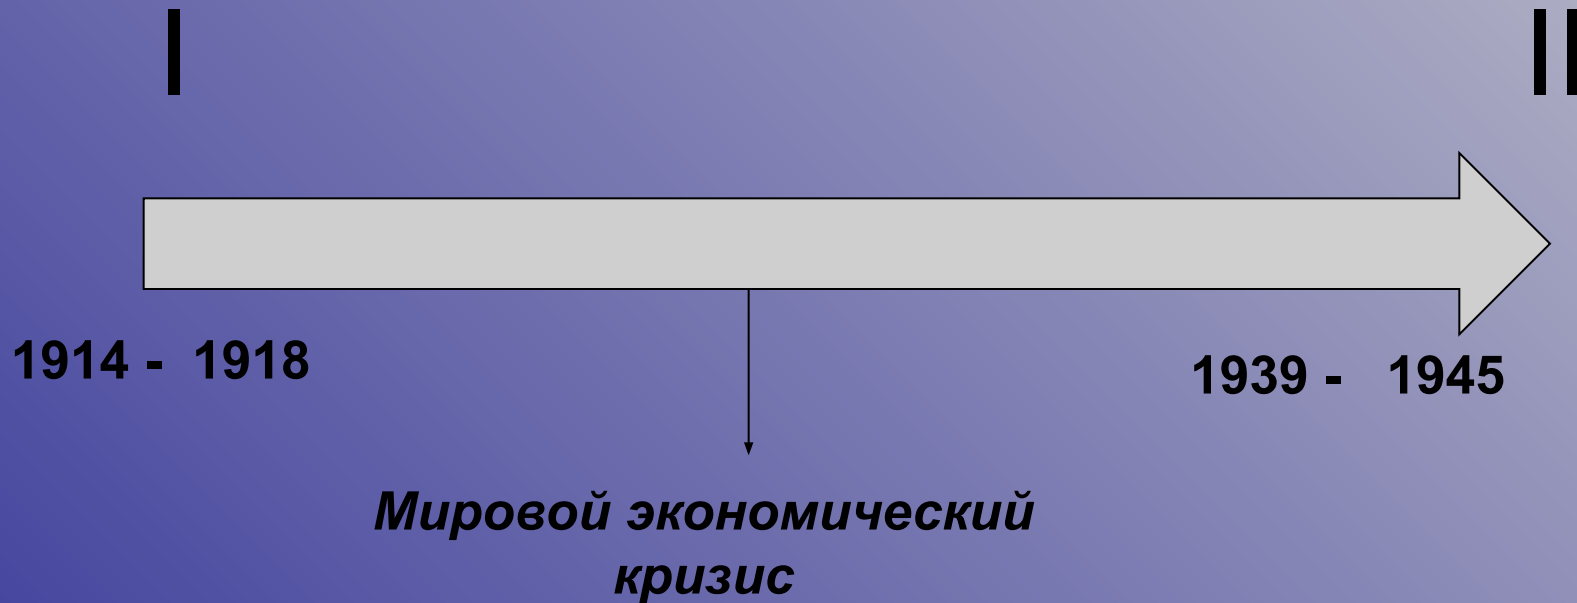 I II
1914 - 1918
1939 - 1945
Мировой экономический
кризис